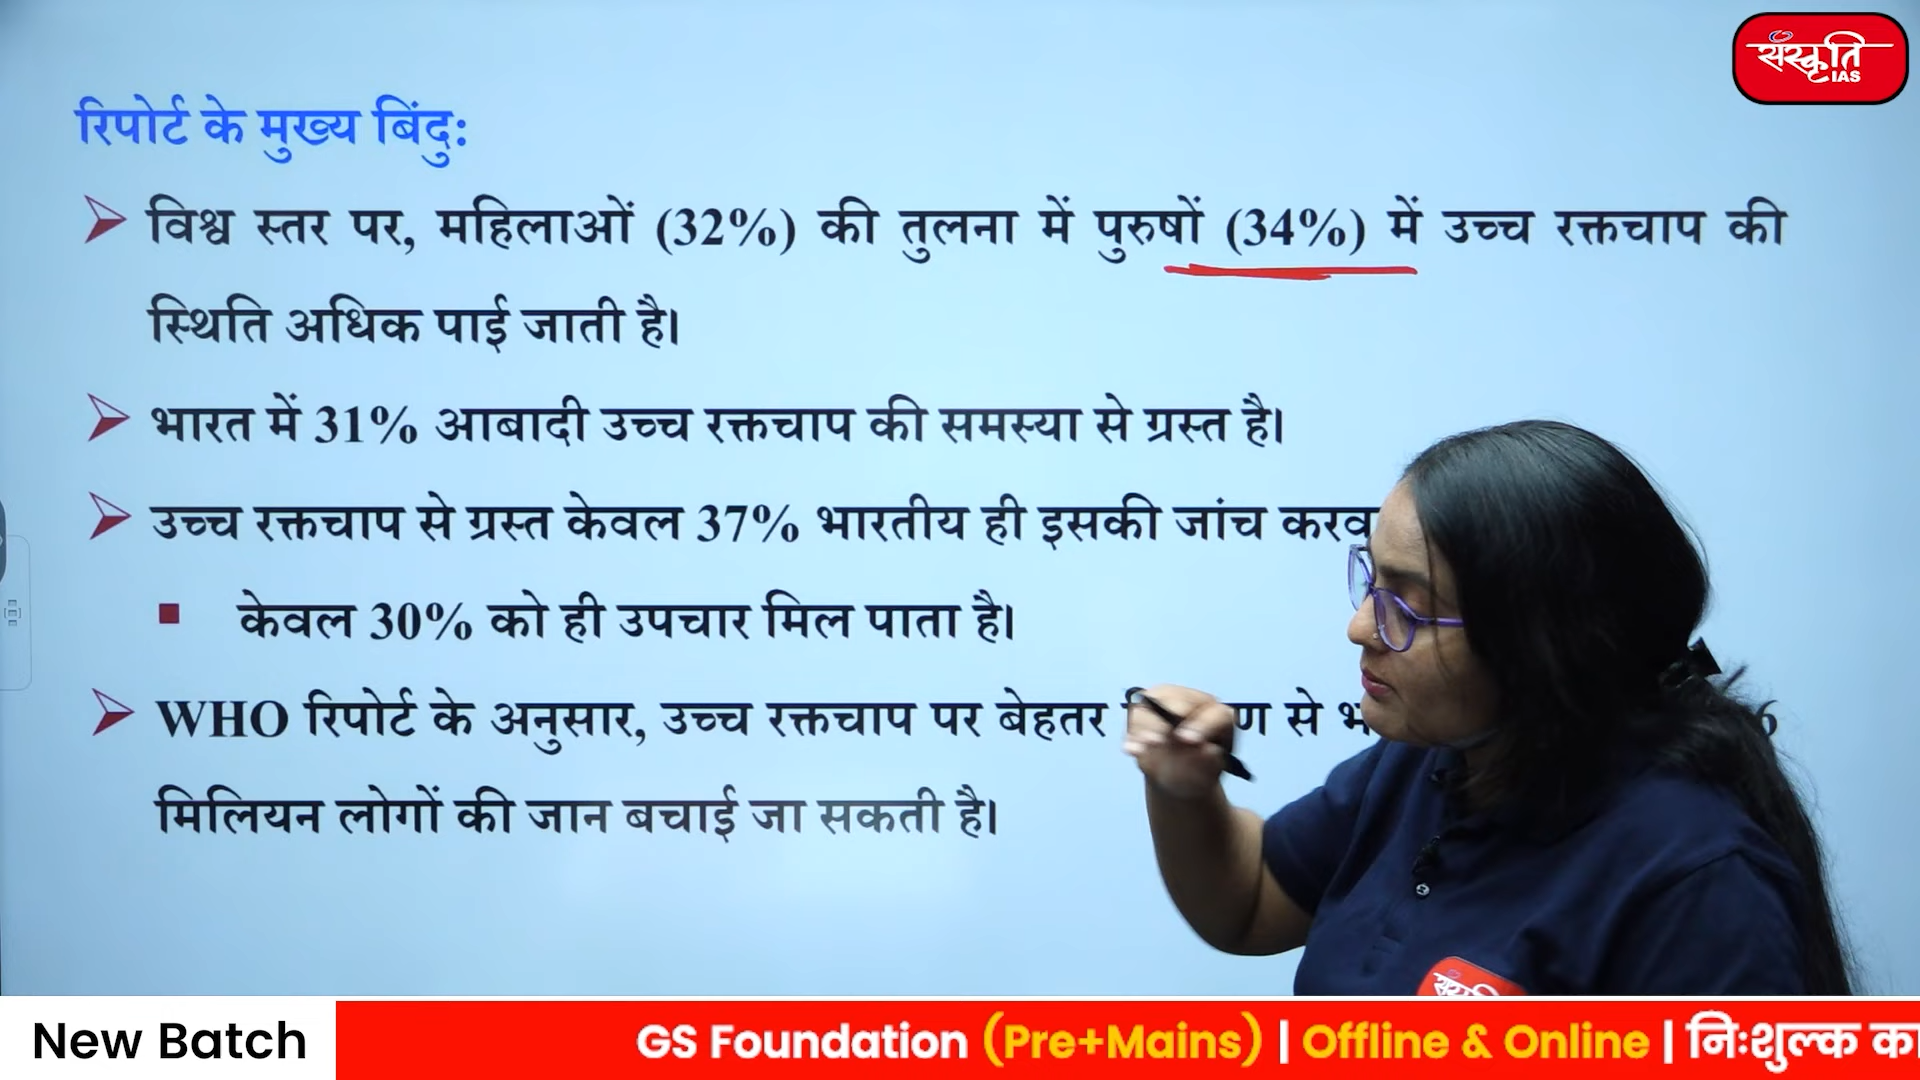 संस्कृति
IAS
रिपोर्ट के मुख्य बिंदु:
विश्व स्तर पर, महिलाओं (32%) की तुलना में पुरुषों (34%) में उच्च रक्तचाप की
स्थिति अधिक पाई जाती है।
भारत में 31% आबादी उच्च रक्तचाप की समस्या से ग्रस्त है।
उच्च रक्तचाप से ग्रस्त केवल 37% भारतीय ही इसकी जांच
केवल 30% को ही उपचार मिल पाता है।
WHO रिपोर्ट के अनुसार, उच्च रक्तचाप पर बेहतर से
मिलियन लोगों की जान बचाई जा सकती है।
New Batch
GS Foundation (Pre+Mains) | Offline & Online | निःशुल्क